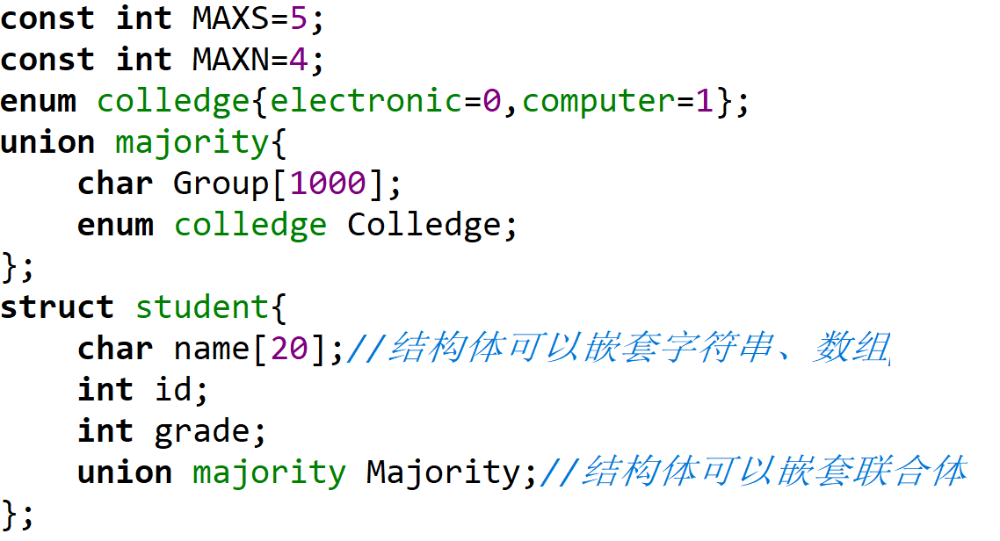 const int MAXS=5;
const int MAXN=4;
enum colledge{electronic=0,computer=1};
union majority{
    char Group[1000];
    enum colledge Colledge;
};
struct student{
    char name[20];//结构体可以嵌套字符串、数组
    int id;
    int grade;
    union majority Majority;//结构体可以嵌套联合体
};